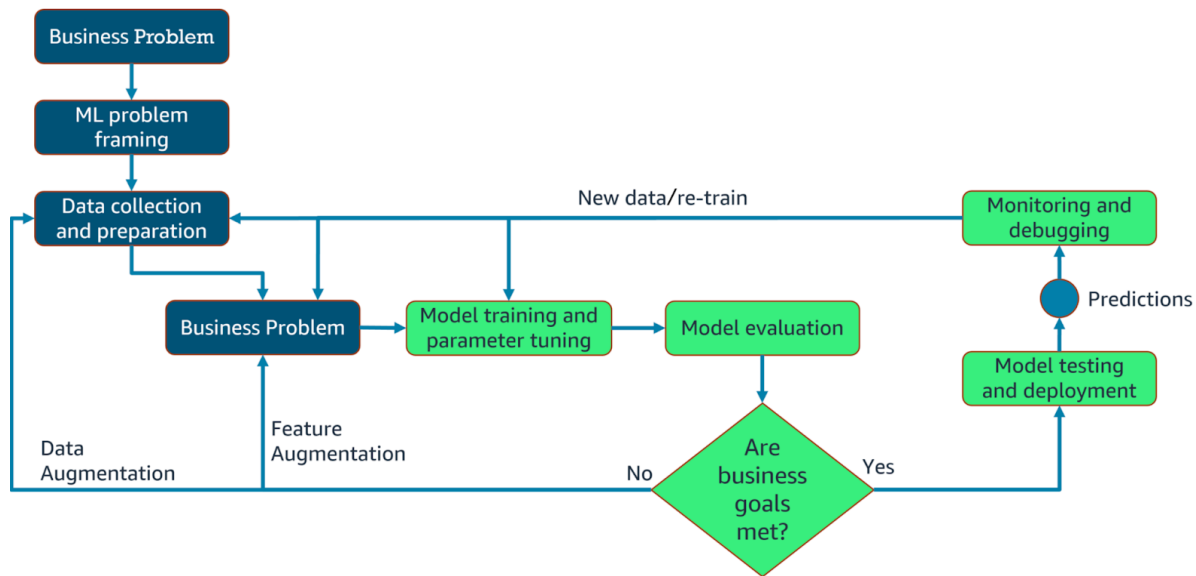 Business Problem
ML problem
framing
Data collection
and preparation
New data/re-train
Monitoring and
debugging
Predictions
Business Problem
Model training and
parameter tuning
Model evaluation
Model testing
and deployment
Data
Augmentation
Feature
Augmentation
No
Are
business
goals
met?
Yes